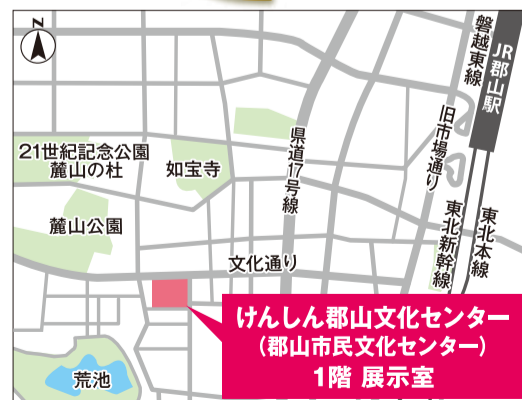 N
磐越東線
JR郡山駅
旧市場通り
県道17号線
21世紀記念公園
麓山の杜
如宝寺
麓山公園
文化通り
東北新幹線
東北本線
けんしん郡山文化センター
(郡山市民文化センター)
1階 展示室
荒池